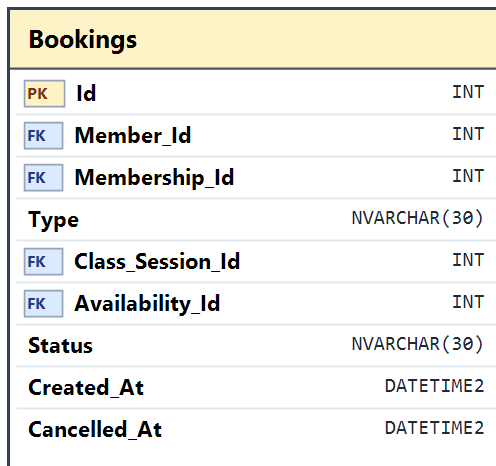 Bookings
PK Id INT
FK Member_Id INT
FK Membership_Id INT
Type NVARCHAR(30)
FK Class_Session_Id INT
FK Availability_Id INT
Status NVARCHAR(30)
Created_At DATETIME2
Cancelled_At DATETIME2